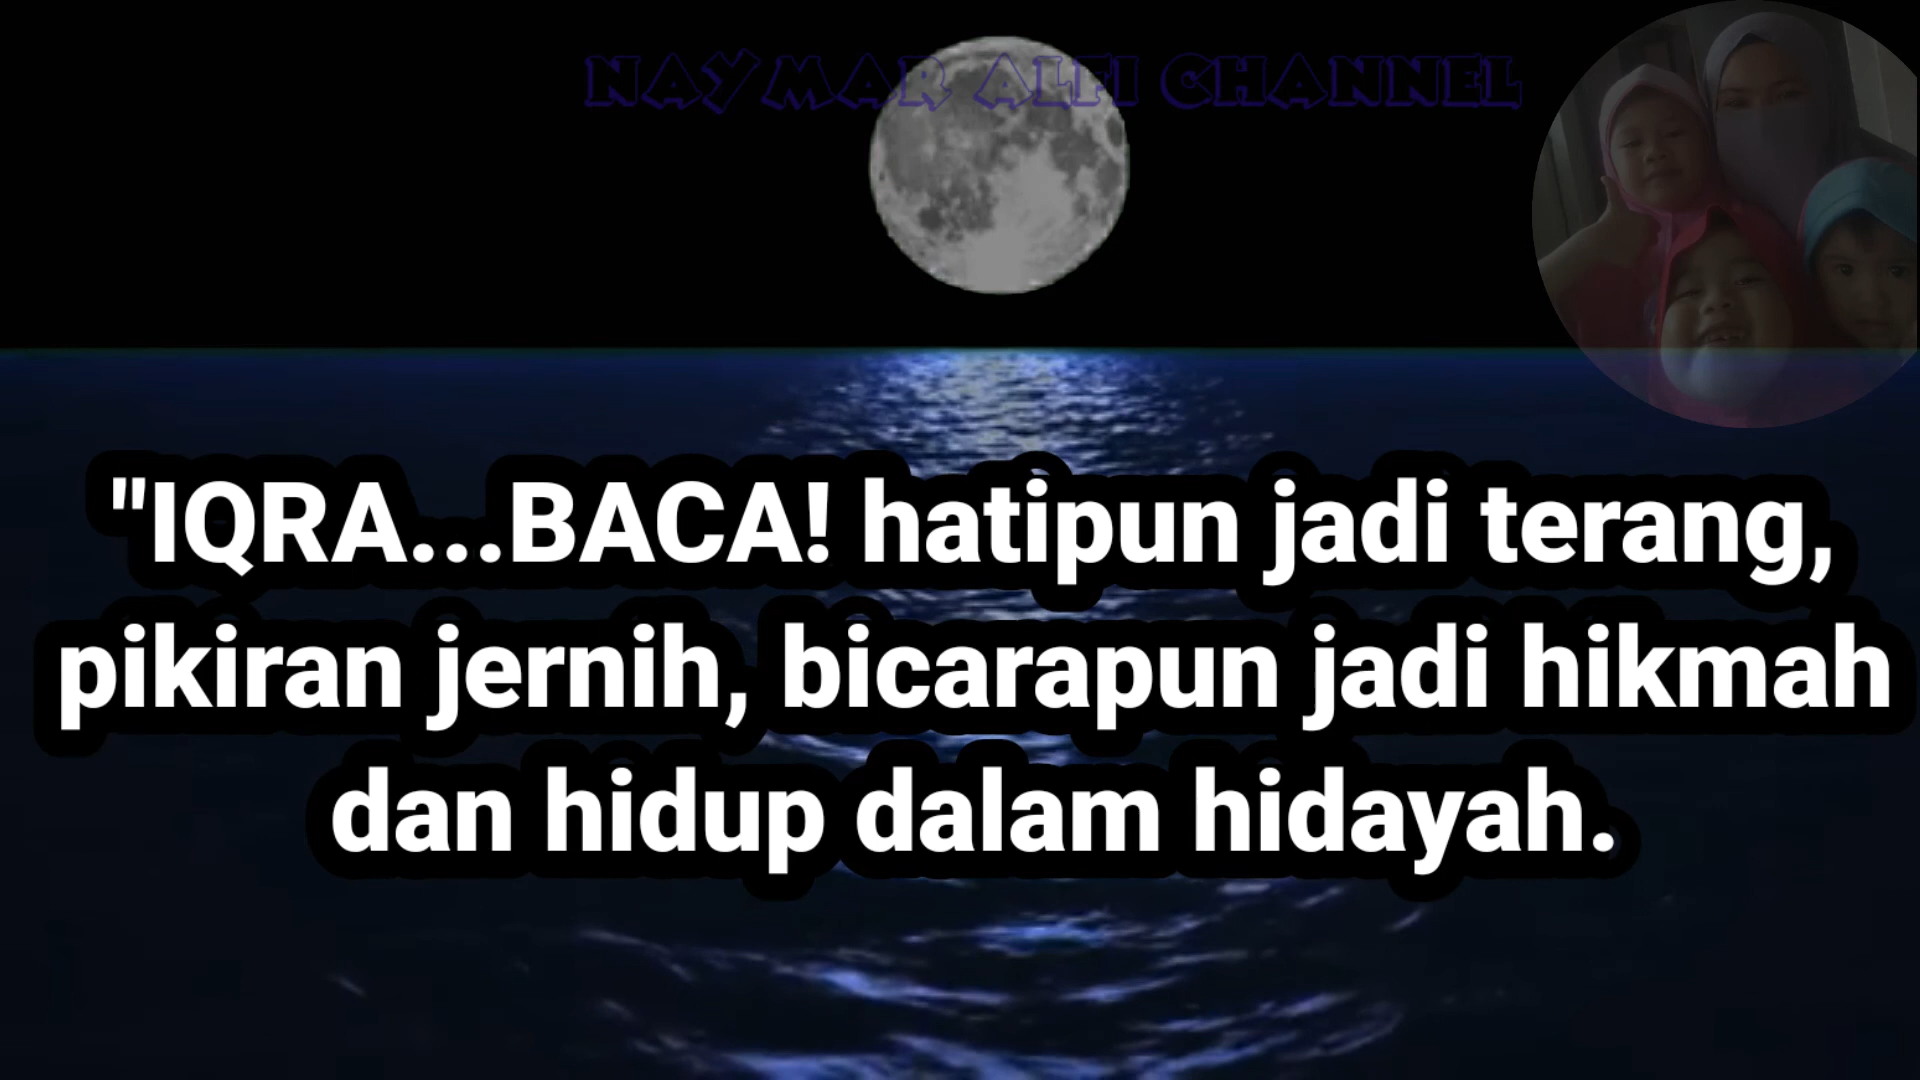 NAYMAR ALFI CHANNEL
"IQRA...BACA! hatipun jadi terang,
pikiran jernih, bicarapun jadi hikmah
dan hidup dalam hidayah.